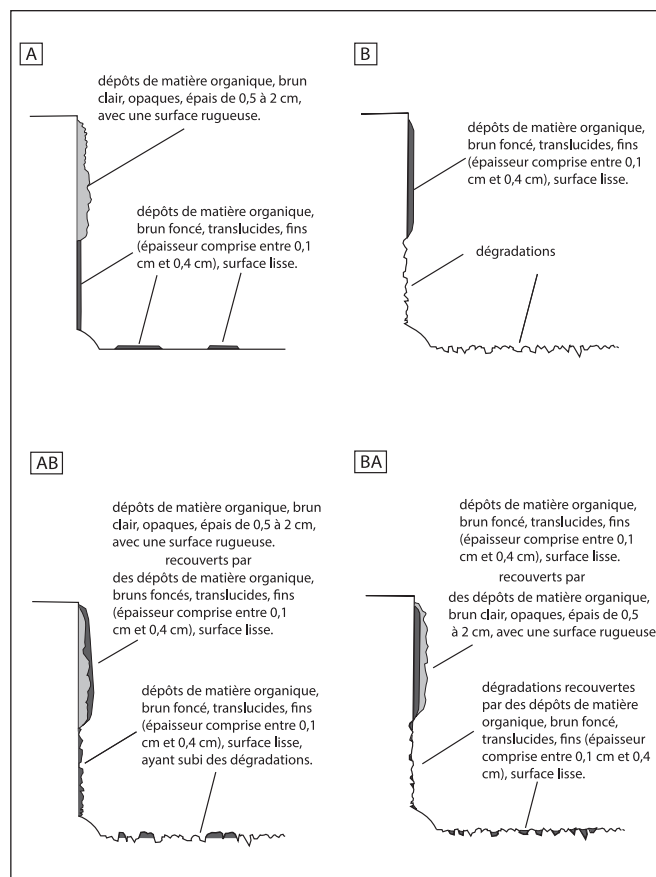 A
dépôts de matière organique, brun
clair, opaques, épais de 0,5 à 2 cm,
avec une surface rugueuse.
dépôts de matière organique,
brun foncé, translucides, fins
(épaisseur comprise entre 0,1
cm et 0,4 cm), surface lisse.
B
dépôts de matière organique,
brun foncé, translucides, fins
(épaisseur comprise entre 0,1
cm et 0,4 cm), surface lisse.
dégradations
AB
dépôts de matière organique, brun
clair, opaques, épais de 0,5 à 2 cm,
avec une surface rugueuse.
recouverts par
des dépôts de matière organique,
bruns foncés, translucides, fins
(épaisseur comprise entre 0,1
cm et 0,4 cm), surface lisse.
dépôts de matière organique,
brun foncé, translucides, fins
(épaisseur comprise entre 0,1
cm et 0,4 cm), surface lisse,
ayant subi des dégradations.
BA
dépôts de matière organique,
brun foncé, translucides, fins
(épaisseur comprise entre 0,1
cm et 0,4 cm), surface lisse.
recouverts par
des dépôts de matière organique,
brun clair, opaques, épais de 0,5
à 2 cm, avec une surface rugueuse
dégradations recouvertes
par des dépôts de matière
organique, brun foncé,
translucides, fins (épaisseur
comprise entre 0,1 cm et 0,4
cm), surface lisse.